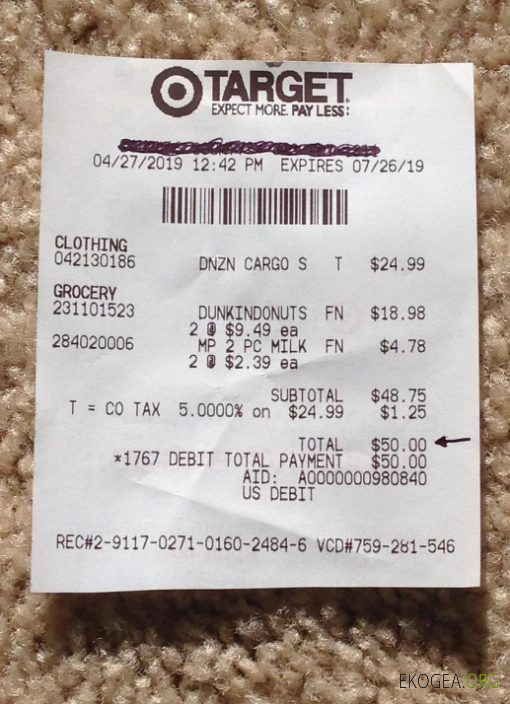 TARGET
EXPECT MORE. PAY LESS.
04/27/2019 12:42 PM EXPIRES 07/26/19
CLOTHING
042130186 DNZN CARGO S T $24.99
GROCERY
231101523 DUNKINDONUTS FN $18.98
2 @ $9.49 ea
284020006 MP 2 PC MILK FN $4.78
2 @ $2.39 ea
SUBTOTAL $48.75
T = CO TAX 5.0000% on $24.99 $1.25
TOTAL $50.00
*1767 DEBIT TOTAL PAYMENT $50.00
AID: A0000000980840
US DEBIT
REC#2-9117-0271-0160-2484-6 VCD#759-281-546
EKOGEA.ORG